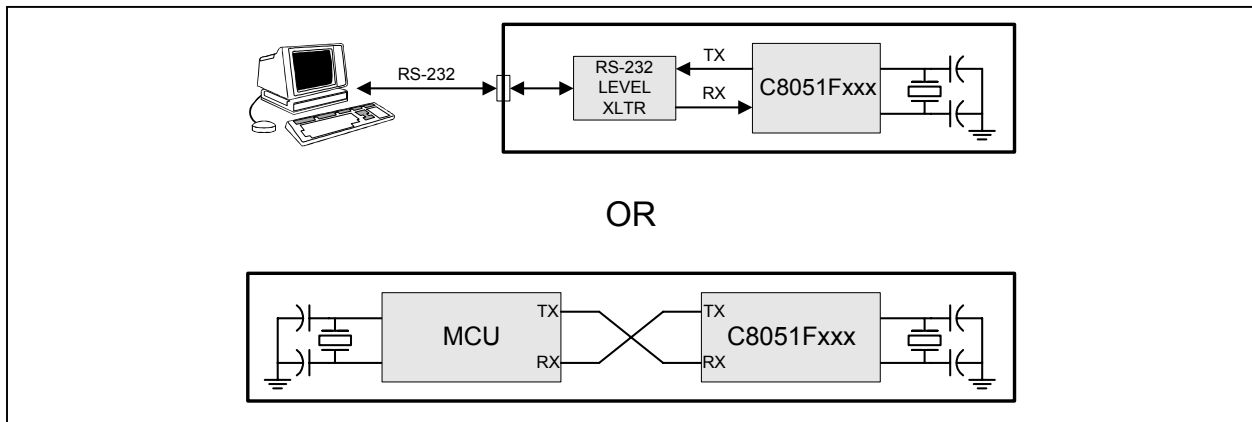 RS-232
RS-232
LEVEL
XLTR
TX
RX
C8051Fxxx
OR
MCU
TX
RX
TX
RX
C8051Fxxx